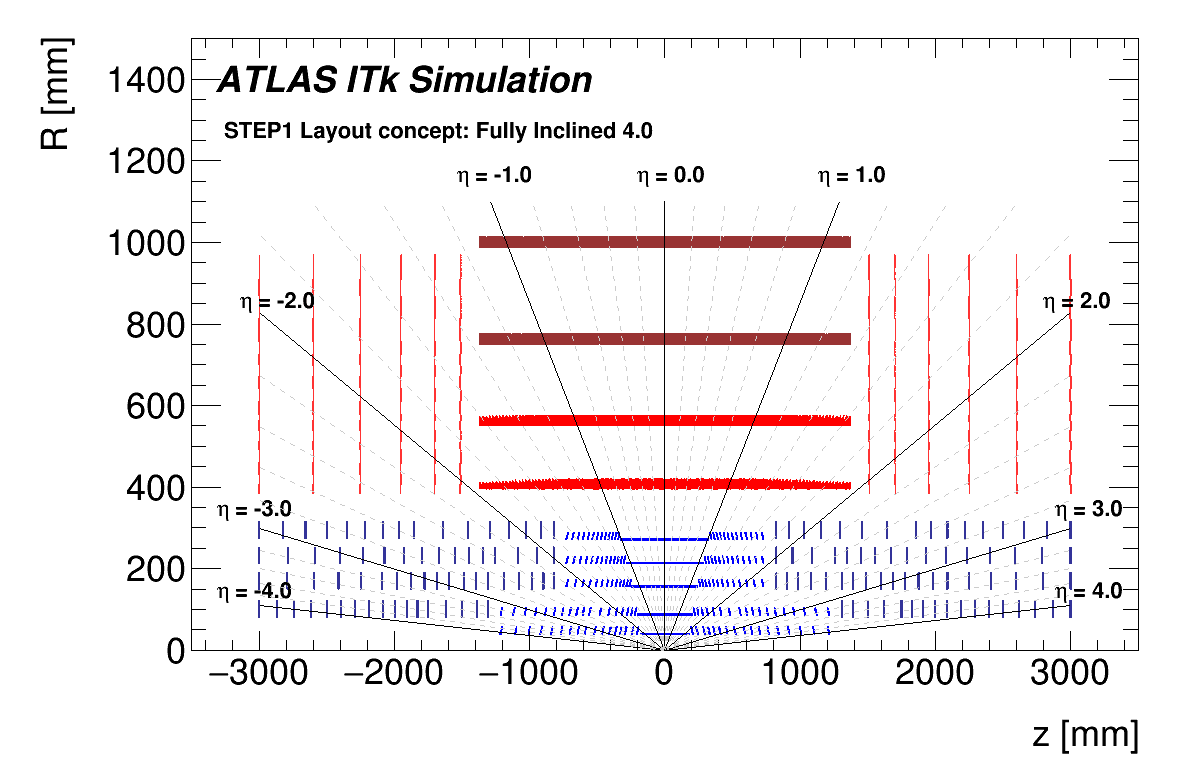 R [mm]
1400
ATLAS ITk Simulation
STEP1 Layout concept: Fully Inclined 4.0
1200
η = -1.0 η = 0.0 η = 1.0
1000
η = -2.0 η = 2.0
800
600
400
η = -3.0 η = 3.0
200
η = -4.0 η = 4.0
0
−3000 −2000 −1000 0 1000 2000 3000
z [mm]